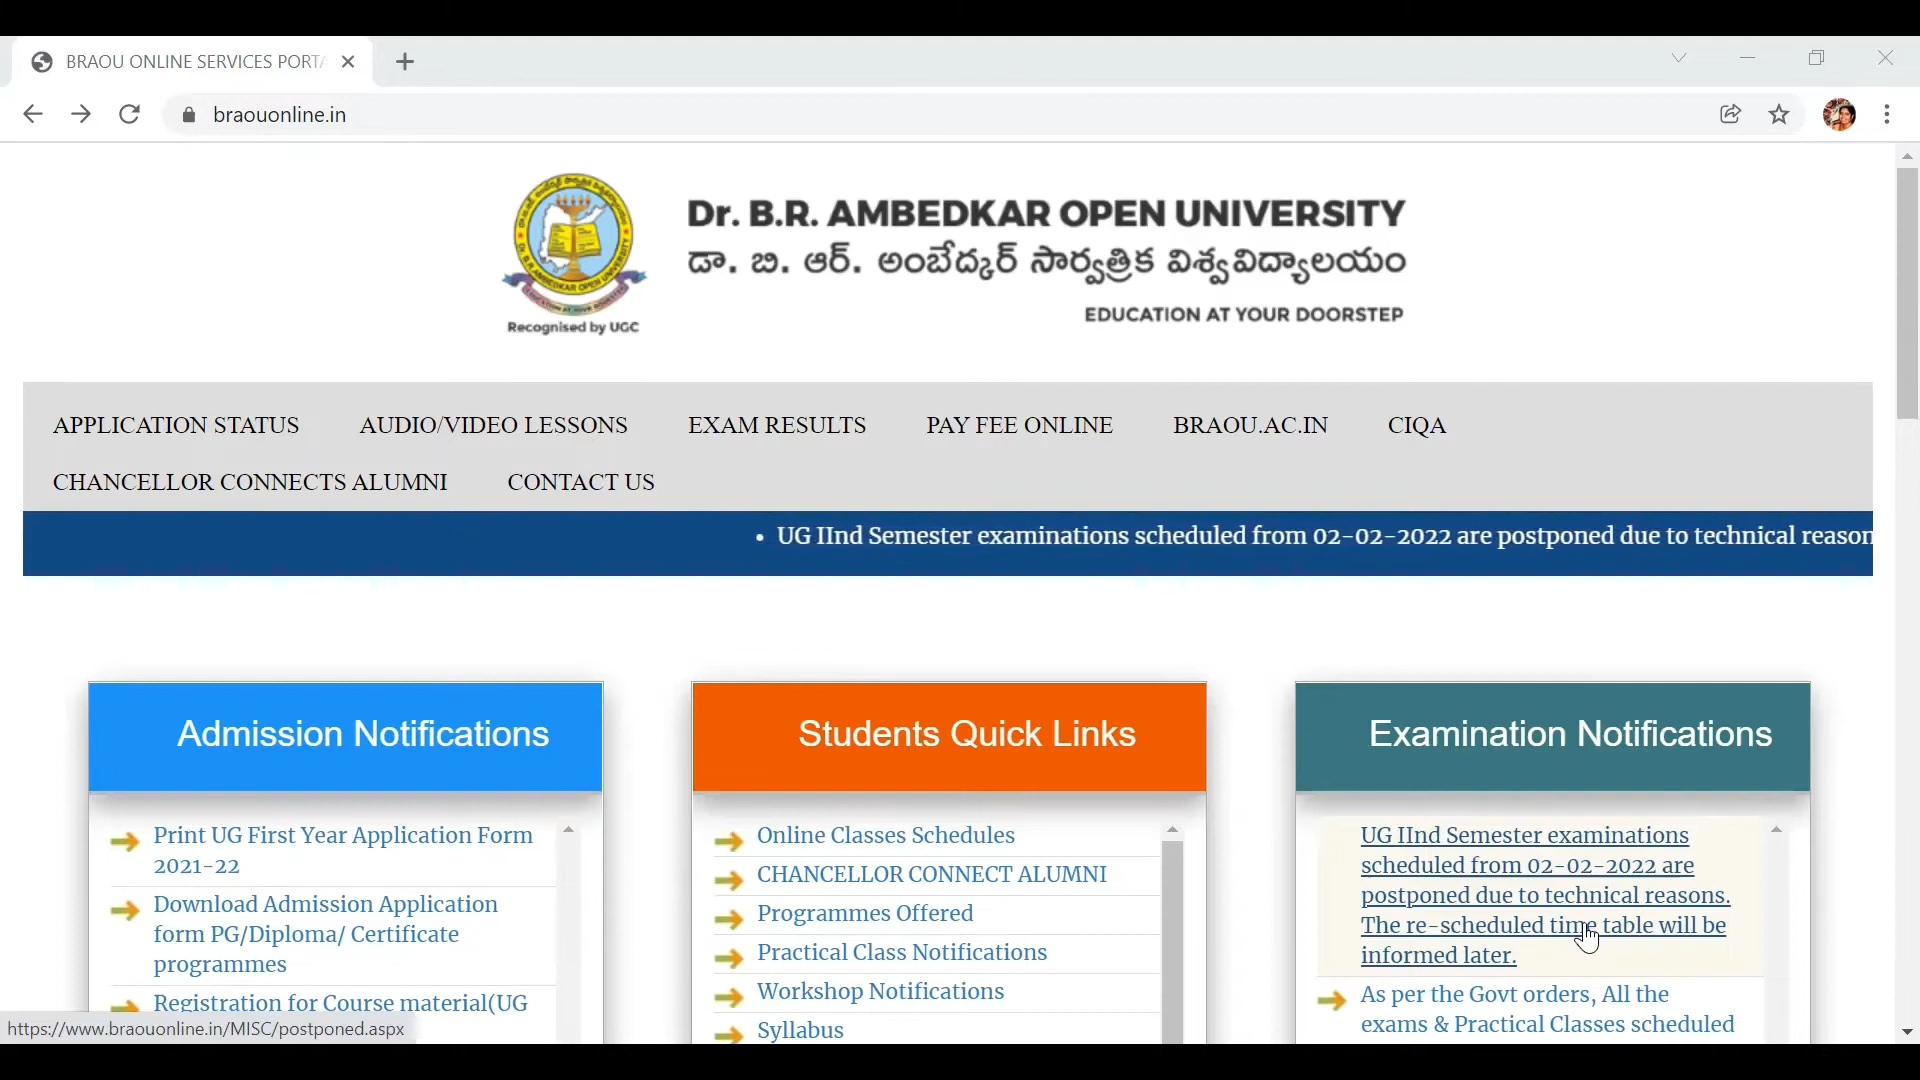 BRAOU ONLINE SERVICES PORTA
braouonline.in
Dr. B.R. AMBEDKAR OPEN UNIVERSITY
డా. బి. ఆర్. అంబేద్కర్ సార్వత్రిక విశ్వవిద్యాలయం
EDUCATION AT YOUR DOORSTEP
Recognised by UGC
APPLICATION STATUS AUDIO/VIDEO LESSONS EXAM RESULTS PAY FEE ONLINE BRAOU.AC.IN CIQA
CHANCELLOR CONNECTS ALUMNI CONTACT US
• UG IInd Semester examinations scheduled from 02-02-2022 are postponed due to technical reason
Admission Notifications
Print UG First Year Application Form
2021-22
Download Admission Application
form PG/Diploma/ Certificate
programmes
Registration for Course material(UG
Students Quick Links
Online Classes Schedules
CHANCELLOR CONNECT ALUMNI
Programmes Offered
Practical Class Notifications
Workshop Notifications
Syllabus
Examination Notifications
UG IInd Semester examinations
scheduled from 02-02-2022 are
postponed due to technical reasons.
The re-scheduled time table will be
informed later.
As per the Govt orders, All the
exams & Practical Classes scheduled
https://www.braouonline.in/MISC/postponed.aspx